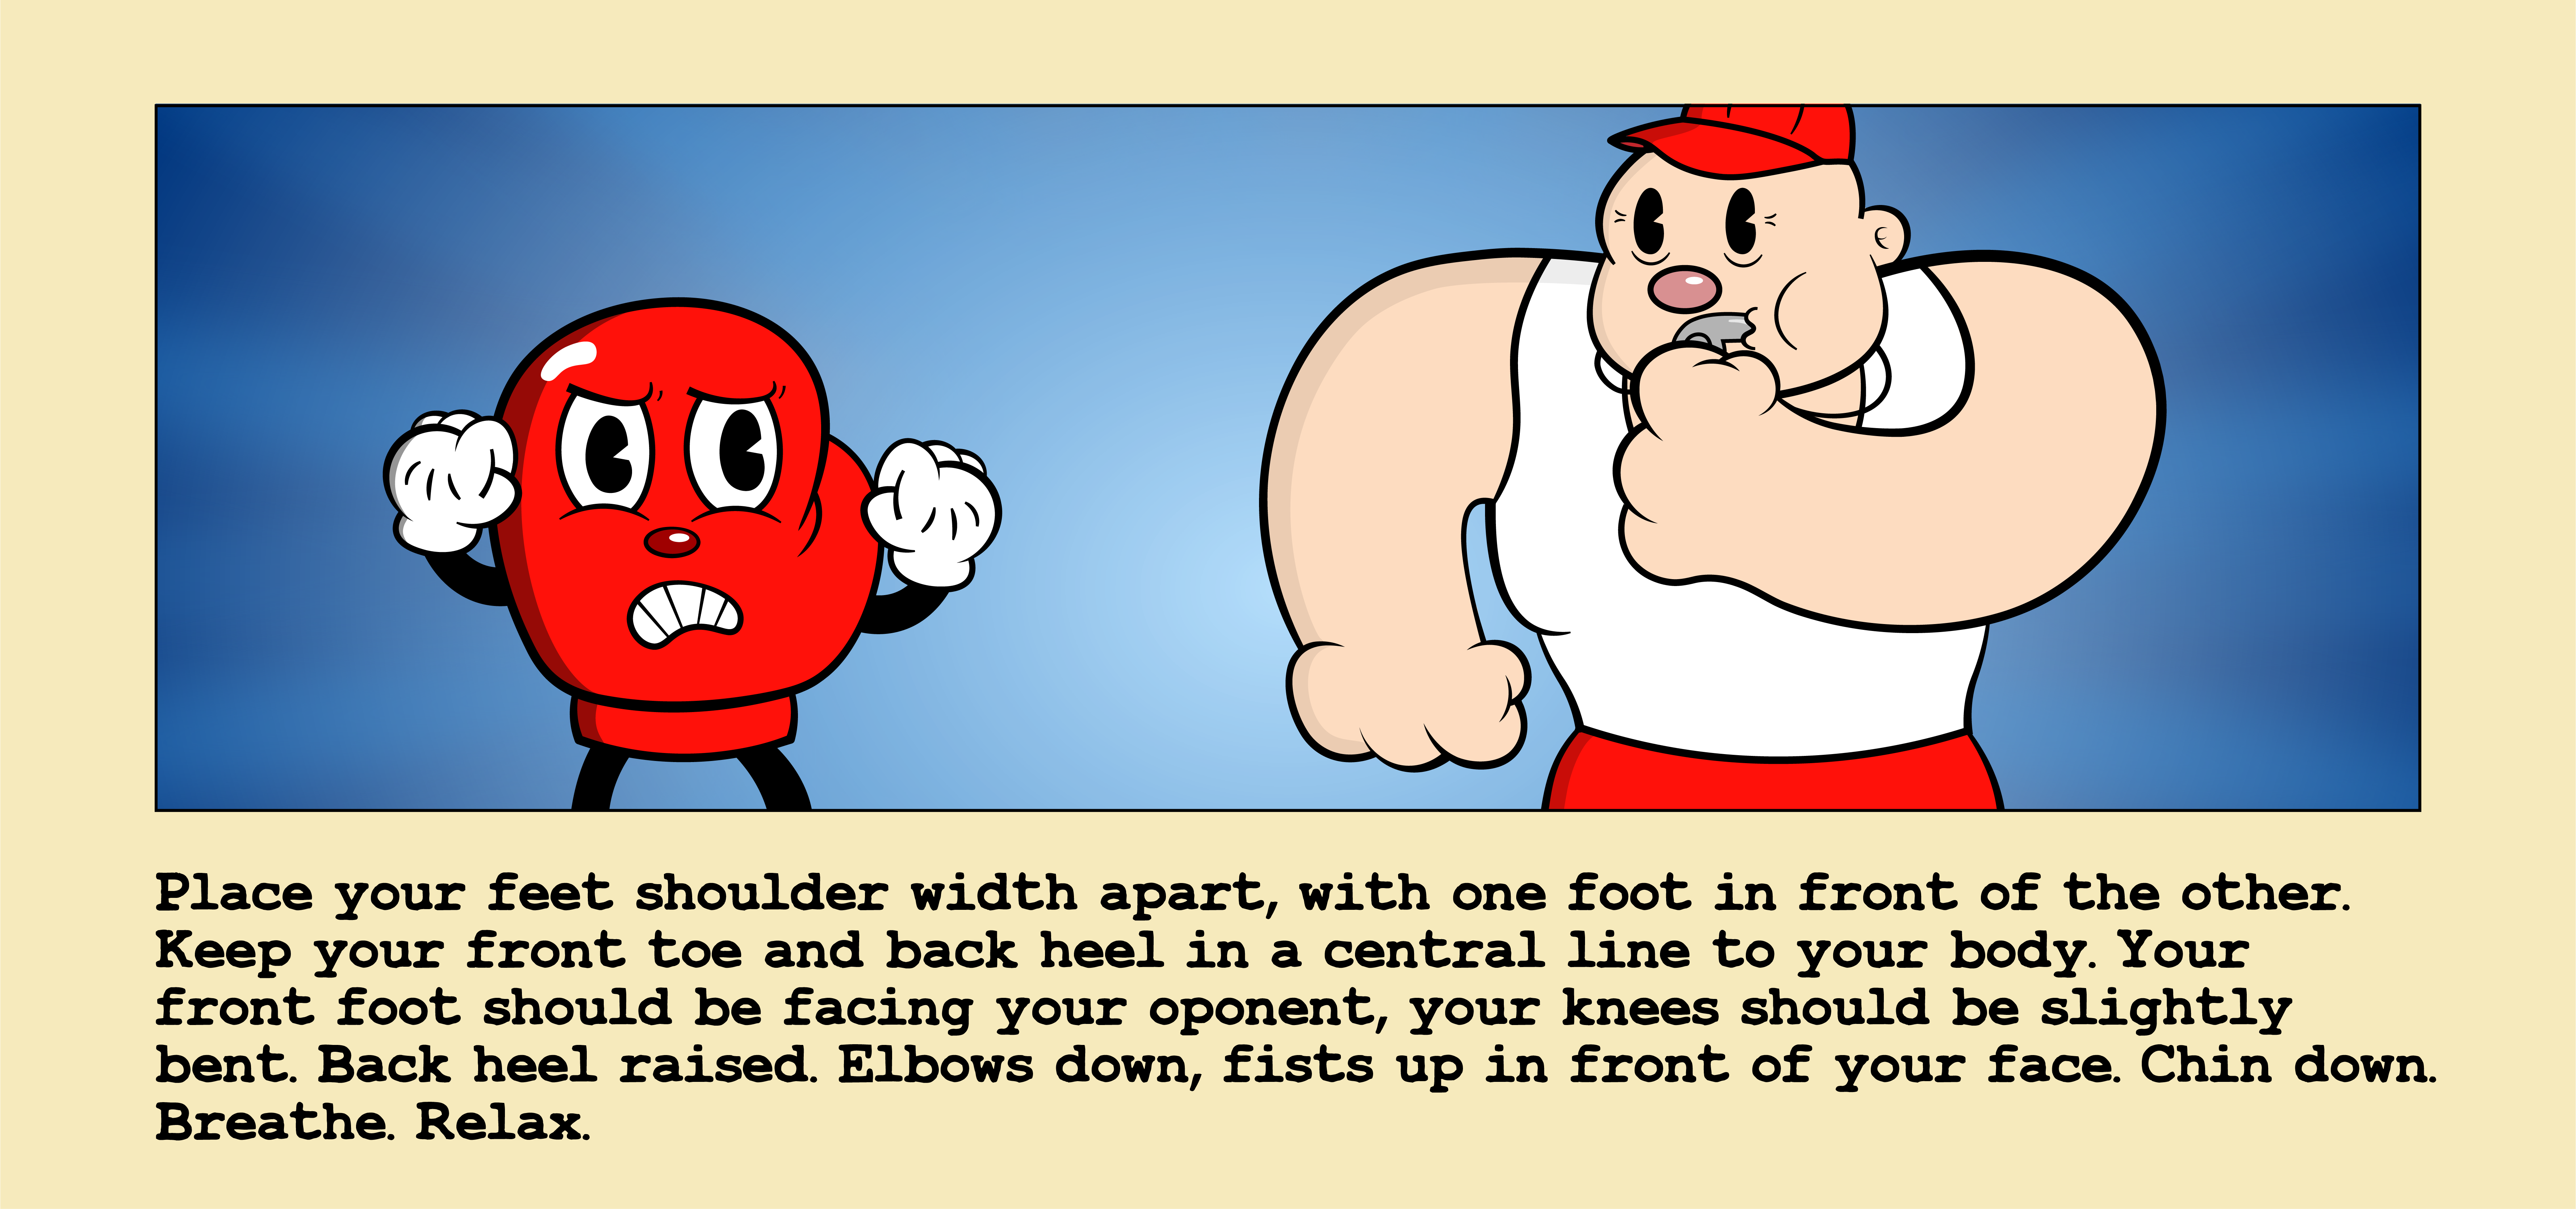 Place your feet shoulder width apart, with one foot in front of the other.
Keep your front toe and back heel in a central line to your body. Your
front foot should be facing your oponent, your knees should be slightly
bent. Back heel raised. Elbows down, fists up in front of your face. Chin down.
Breathe. Relax.